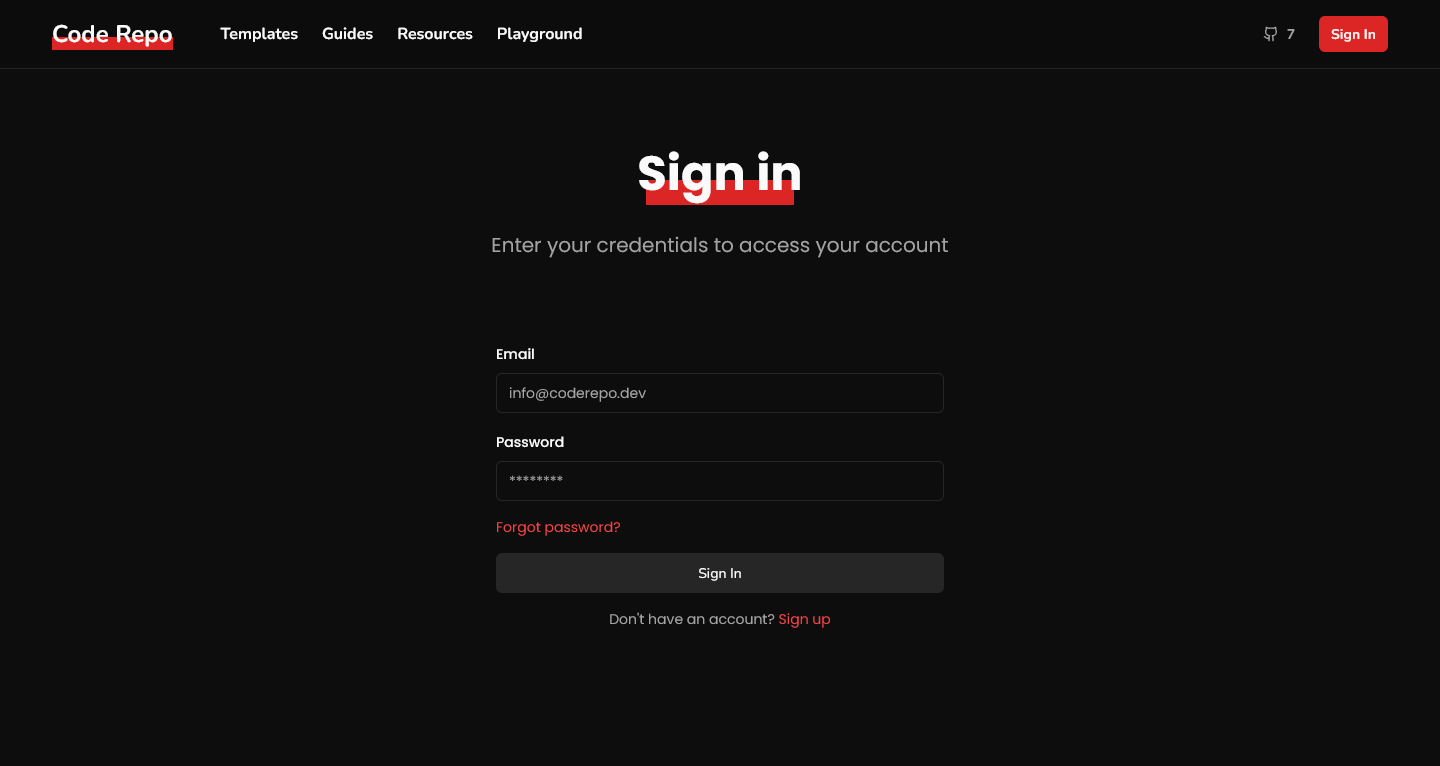 Code Repo
Templates Guides Resources Playground
7
Sign In
Sign in
Enter your credentials to access your account
Email
info@coderepo.dev
Password
********
Forgot password?
Sign In
Don't have an account? Sign up